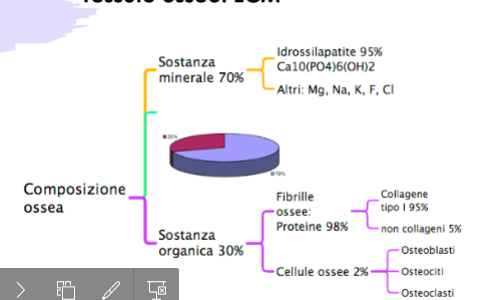 Tessuto osseo: ECM
Sostanza
minerale 70%
Idrossilapatite 95%
Ca10(PO4)6(OH)2
Altri: Mg, Na, K, F, Cl
30%
70%
Composizione
ossea
Sostanza
organica 30%
Fibrille
ossee:
Proteine 98%
Collagene
tipo I 95%
non collageni 5%
Cellule ossee 2%
Osteoblasti
Osteociti
Osteoclasti